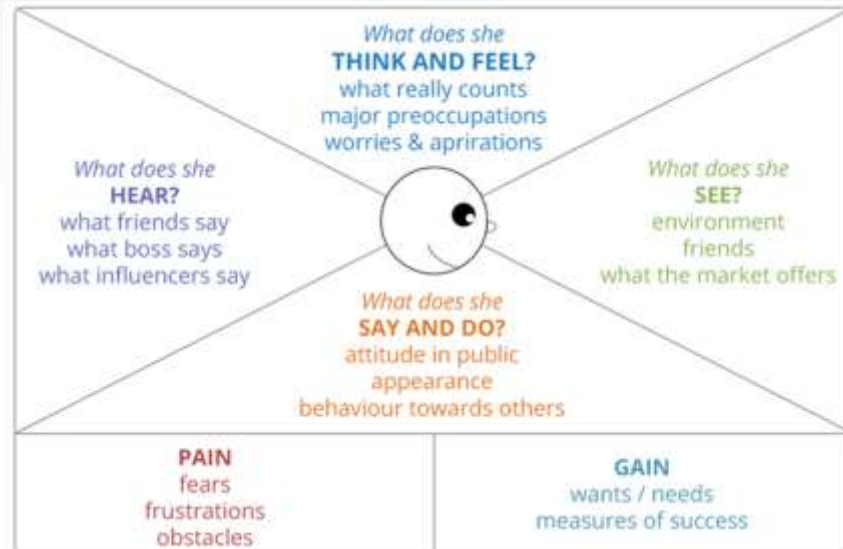 What does she
THINK AND FEEL?
what really counts
major preoccupations
worries & aprirations
What does she
HEAR?
what friends say
what boss says
what influencers say
What does she
SEE?
environment
friends
what the market offers
What does she
SAY AND DO?
attitude in public
appearance
behaviour towards others
PAIN
fears
frustrations
obstacles
GAIN
wants / needs
measures of success